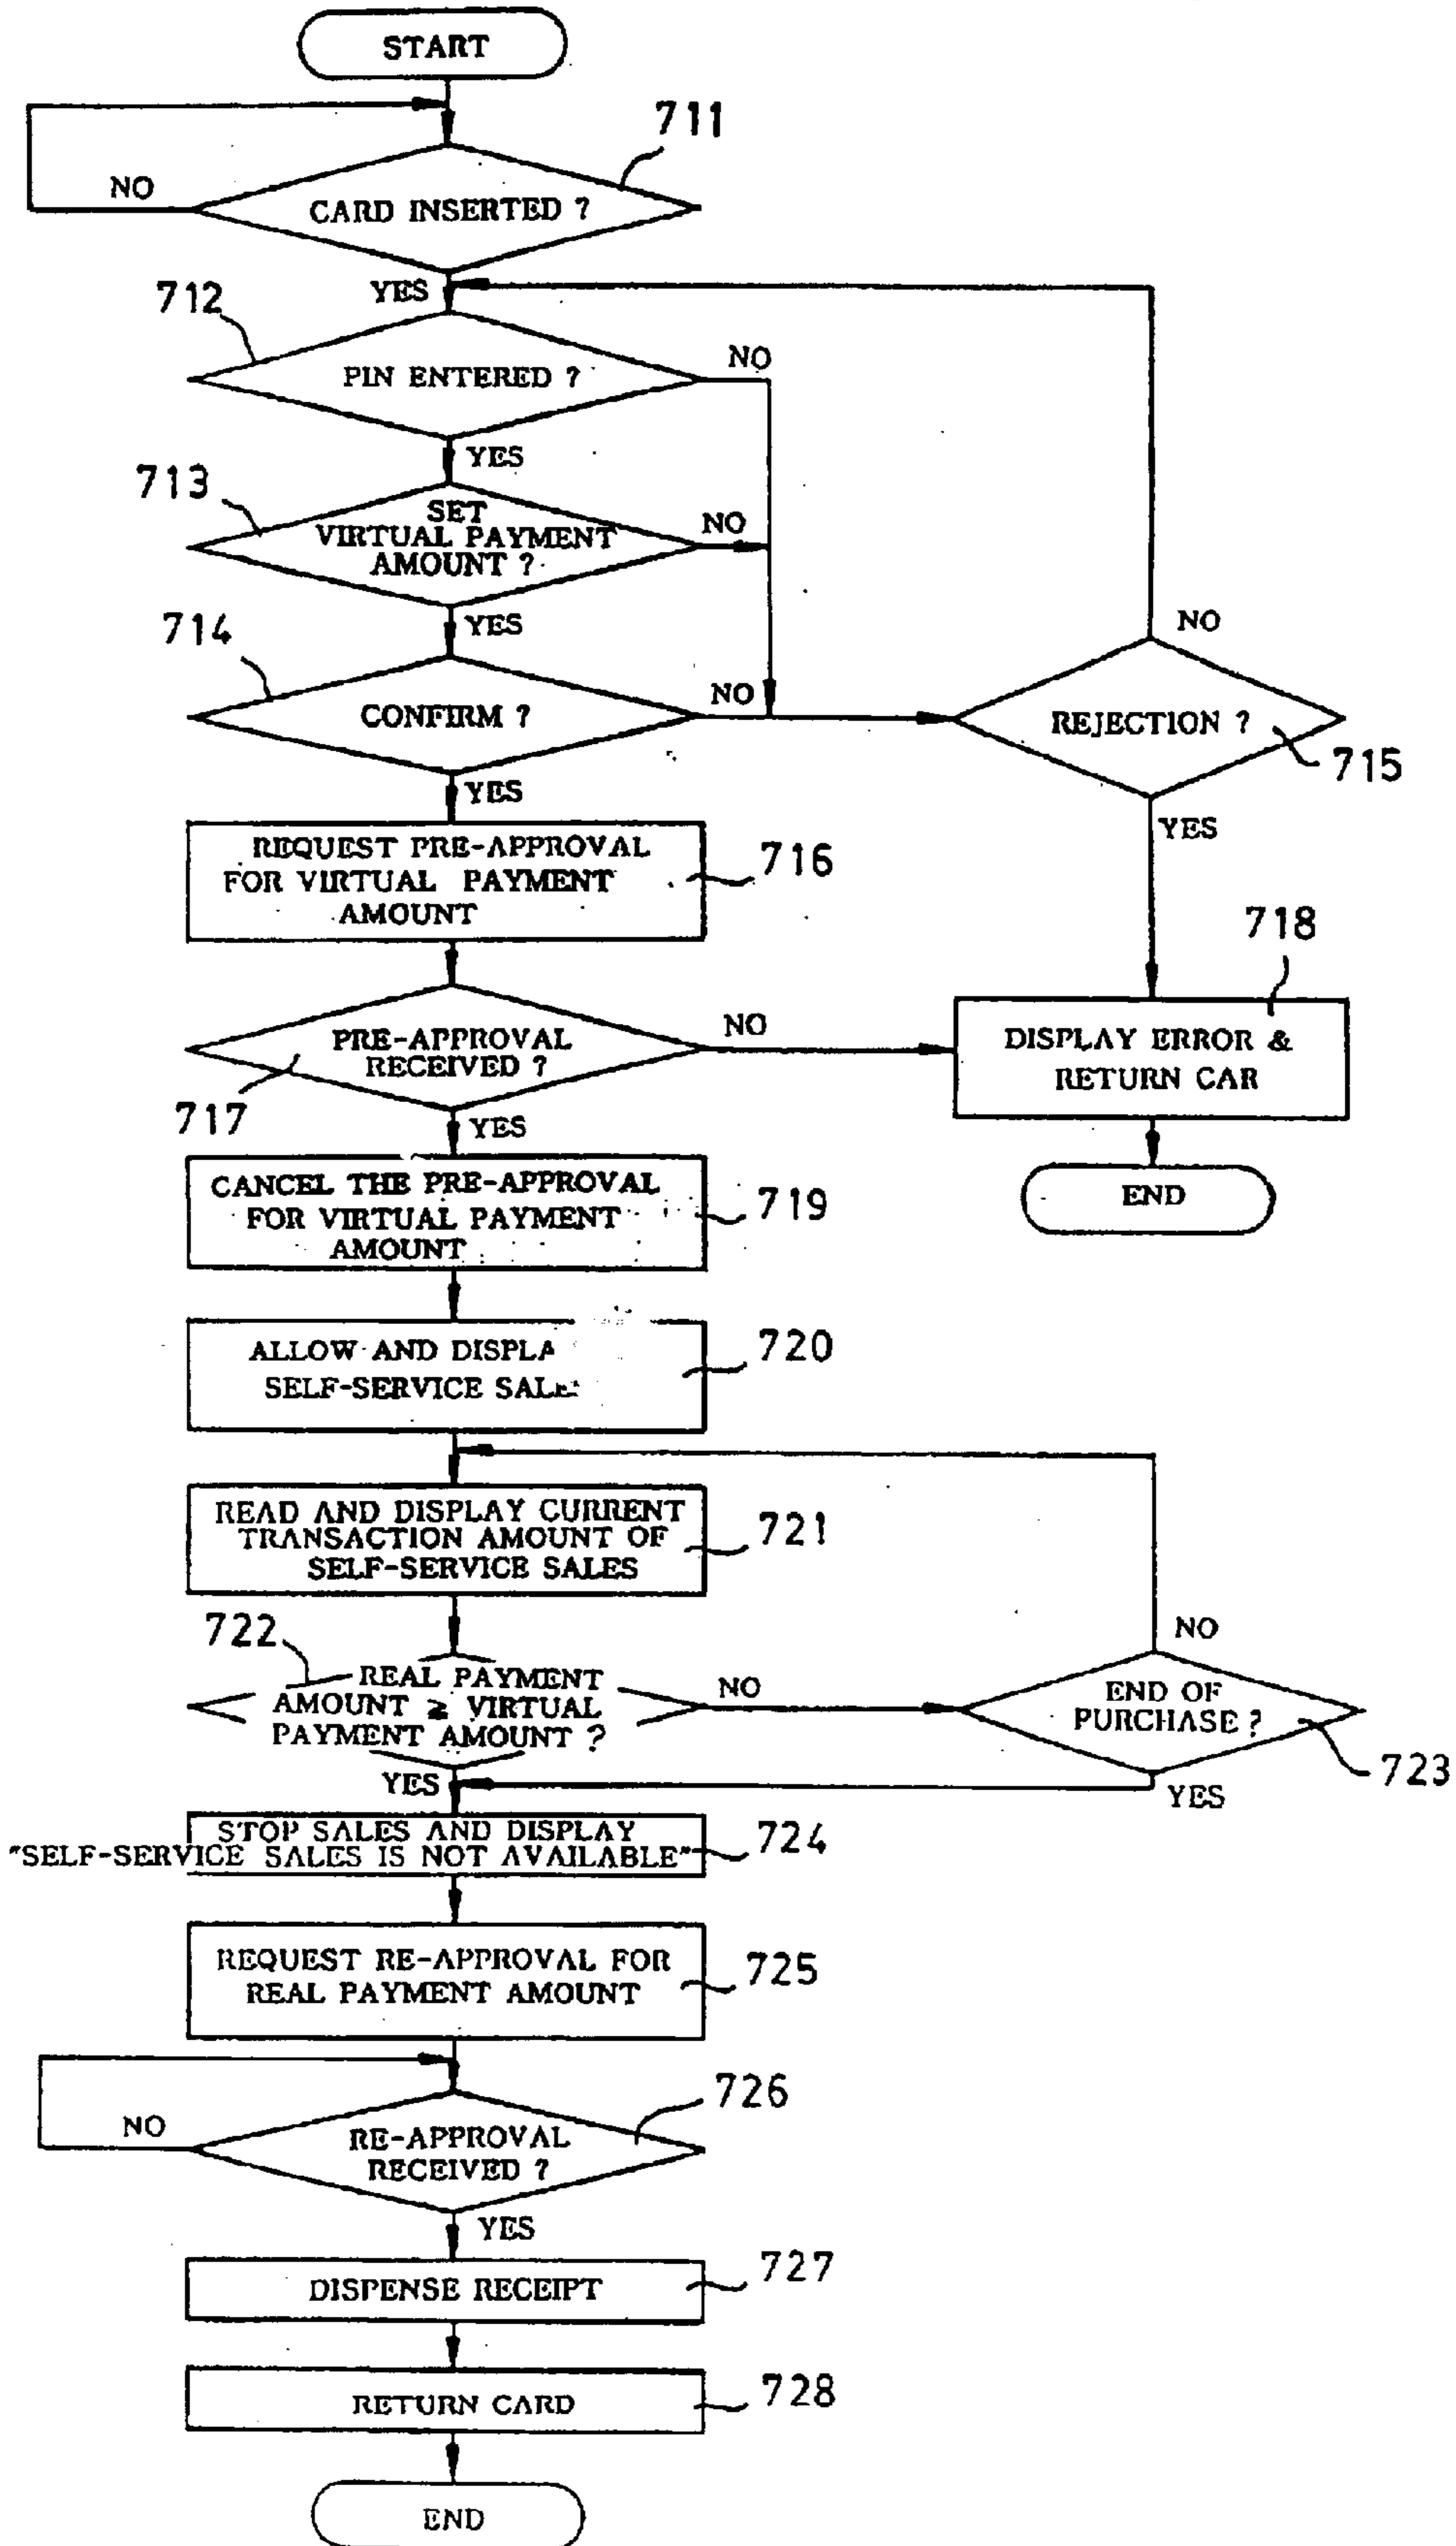 START
711
NO
CARD INSERTED ?
YES
712
PIN ENTERED ?
NO
YES
713
SET
VIRTUAL PAYMENT
AMOUNT ?
NO
YES
714
CONFIRM ?
NO
NO
REJECTION ?
715
YES
YES
REQUEST PRE-APPROVAL
FOR VIRTUAL PAYMENT
AMOUNT
716
718
PRE-APPROVAL
RECEIVED ?
NO
717
DISPLAY ERROR &
RETURN CAR
YES
END
CANCEL THE PRE-APPROVAL
FOR VIRTUAL PAYMENT
AMOUNT
719
ALLOW AND DISPLA
SELF-SERVICE SALE
720
READ AND DISPLAY CURRENT
TRANSACTION AMOUNT OF
SELF-SERVICE SALES
721
722
REAL PAYMENT
AMOUNT ≧ VIRTUAL
PAYMENT AMOUNT ?
NO
NO
END OF
PURCHASE ?
723
YES
YES
STOP SALES AND DISPLAY
"SELF-SERVICE SALES IS NOT AVAILABLE"
724
REQUEST RE-APPROVAL FOR
REAL PAYMENT AMOUNT
725
726
NO
RE-APPROVAL
RECEIVED ?
YES
DISPENSE RECEIPT
727
RETURN CARD
728
END